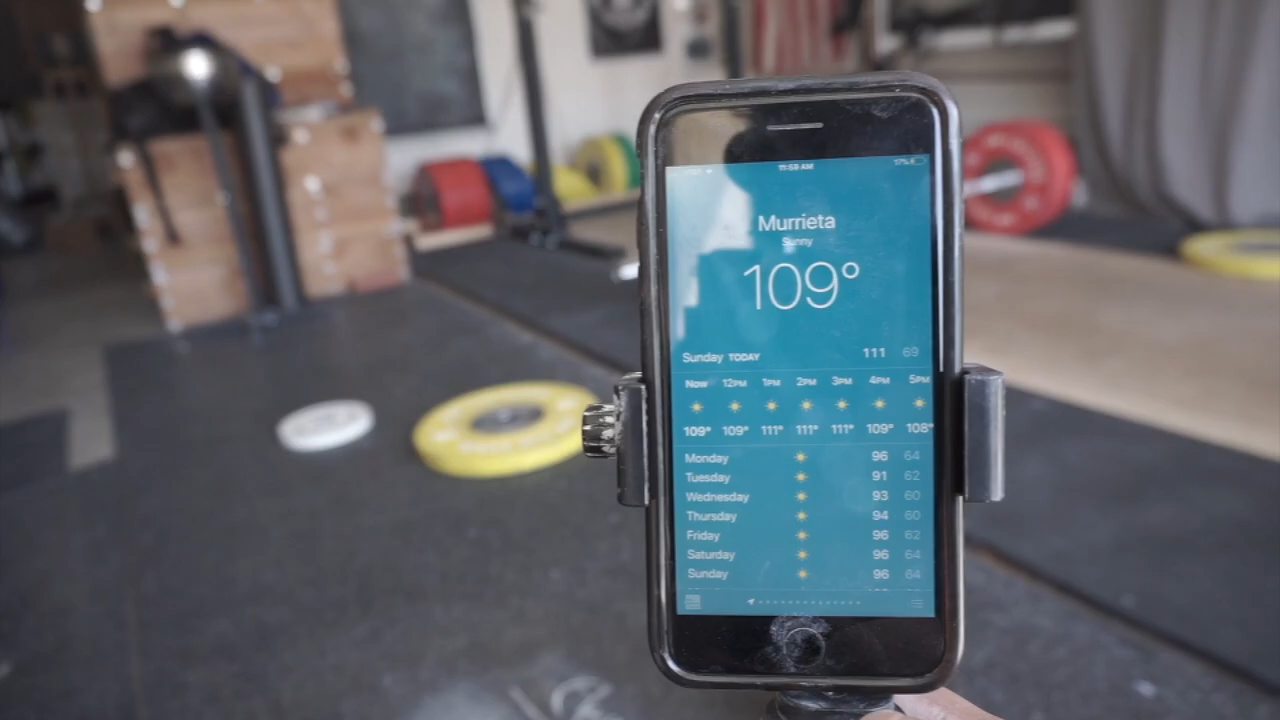 11:59 AM 17%
Murrieta
Sunny
109°
Sunday TODAY 111 69
Now 12PM 1PM 2PM 3PM 4PM 5PM
109° 109° 111° 111° 111° 109° 108°
Monday 96 64
Tuesday 91 62
Wednesday 93 60
Thursday 94 60
Friday 96 62
Saturday 96 64
Sunday 96 64